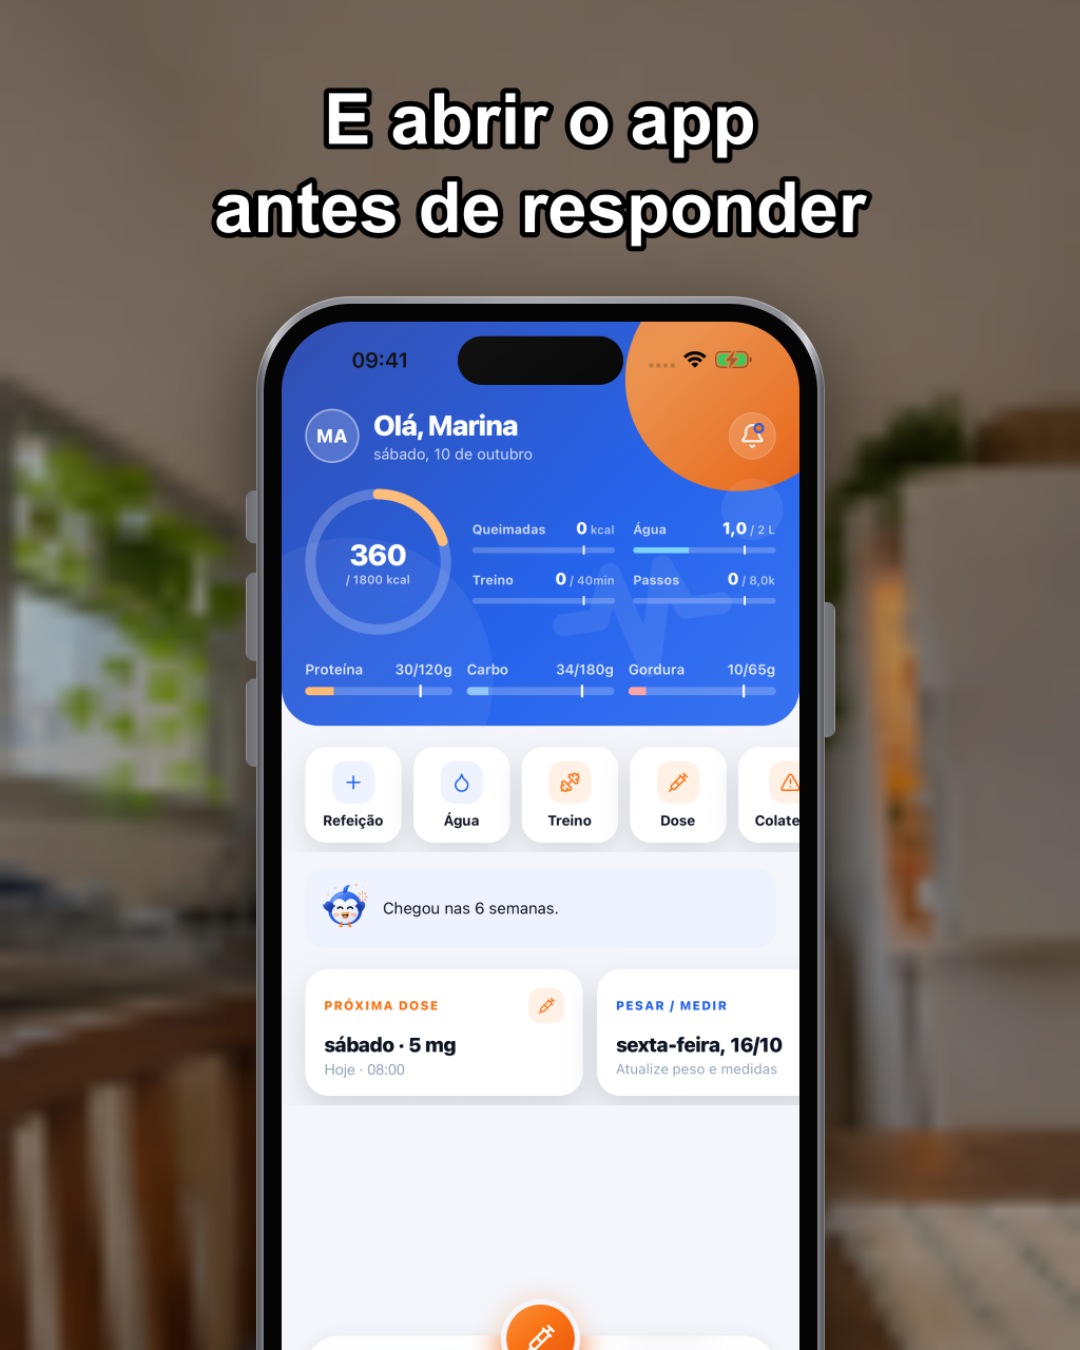 E abrir o app
antes de responder
09:41
MA
Olá, Marina
sábado, 10 de outubro
360
/ 1800 kcal
Queimadas 0 kcal
Água 1,0 / 2 L
Treino 0 / 40min
Passos 0 / 8,0k
Proteína 30/120g
Carbo 34/180g
Gordura 10/65g
Refeição
Água
Treino
Dose
Colate
Chegou nas 6 semanas.
PRÓXIMA DOSE
sábado · 5 mg
Hoje · 08:00
PESAR / MEDIR
sexta-feira, 16/10
Atualize peso e medidas